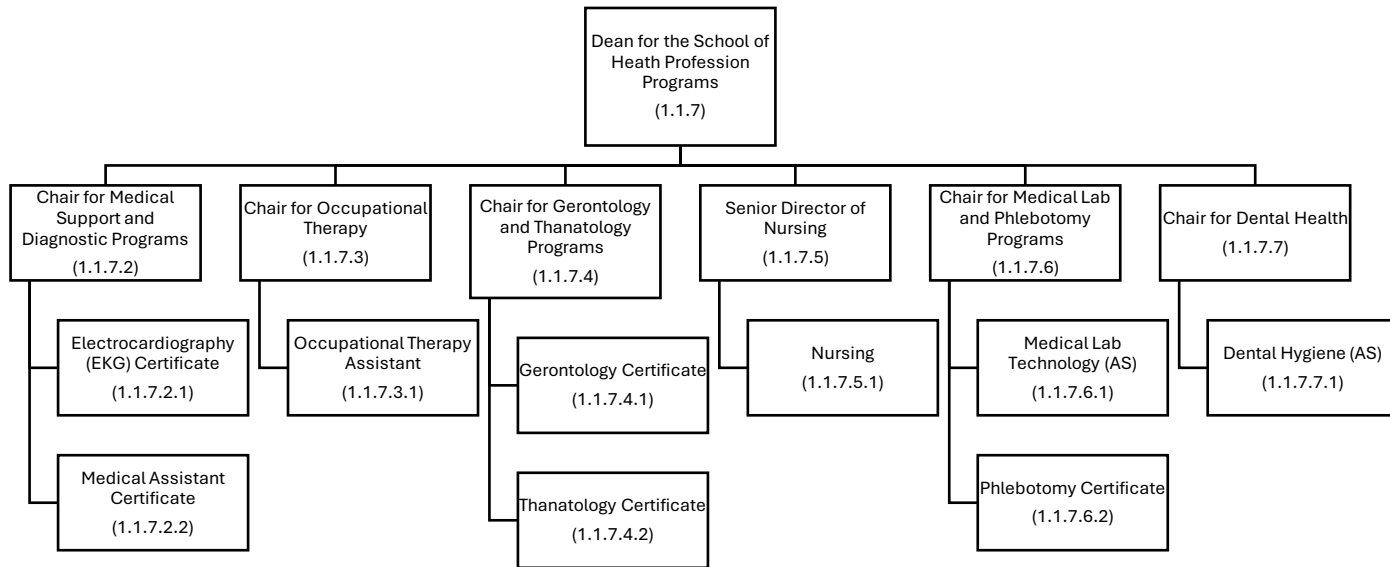 Dean for the School of
Heath Profession
Programs
(1.1.7)
Chair for Medical
Support and
Diagnostic Programs
(1.1.7.2)
Electrocardiography
(EKG) Certificate
(1.1.7.2.1)
Medical Assistant
Certificate
(1.1.7.2.2)
Chair for Occupational
Therapy
(1.1.7.3)
Occupational Therapy
Assistant
(1.1.7.3.1)
Chair for Gerontology
and Thanatology
Programs
(1.1.7.4)
Gerontology Certificate
(1.1.7.4.1)
Thanatology Certificate
(1.1.7.4.2)
Senior Director of
Nursing
(1.1.7.5)
Nursing
(1.1.7.5.1)
Chair for Medical Lab
and Phlebotomy
Programs
(1.1.7.6)
Medical Lab
Technology (AS)
(1.1.7.6.1)
Phlebotomy Certificate
(1.1.7.6.2)
Chair for Dental Health
(1.1.7.7)
Dental Hygiene (AS)
(1.1.7.7.1)